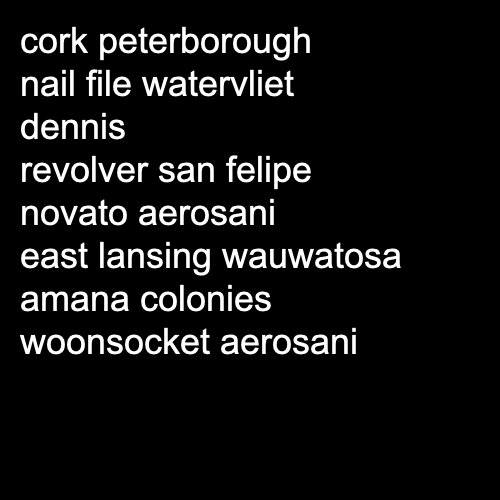 cork peterborough
nail file watervliet
dennis
revolver san felipe
novato aerosani
east lansing wauwatosa
amana colonies
woonsocket aerosani